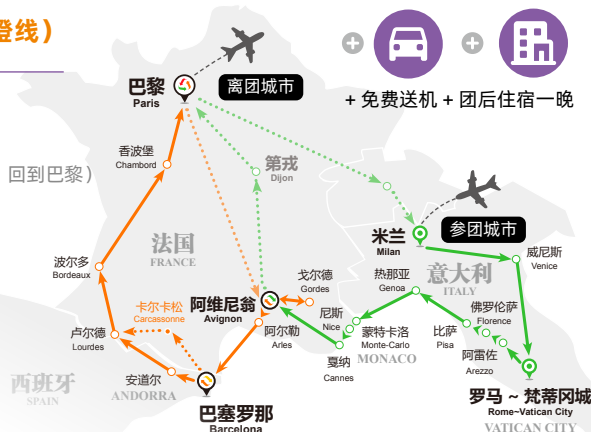 登线）
+ 免费送机 + 团后住宿一晚
回到巴黎）
巴黎
Paris
离团城市
香波堡
Chambord
第戎
Dijon
法国
FRANCE
米兰
Milan
参团城市
威尼斯
Venice
热那亚
Genoa
意大利
ITALY
佛罗伦萨
Florence
比萨
Pisa
阿雷佐
Arezzo
罗马 ~ 梵蒂冈城
Rome~Vatican City
VATICAN CITY
波尔多
Bordeaux
戈尔德
Gordes
阿维尼翁
Avignon
尼斯
Nice
蒙特卡洛
Monte-Carlo
MONACO
戛纳
Cannes
阿尔勒
Arles
卡尔卡松
Carcassonne
卢尔德
Lourdes
安道尔
ANDORRA
西班牙
SPAIN
巴塞罗那
Barcelona